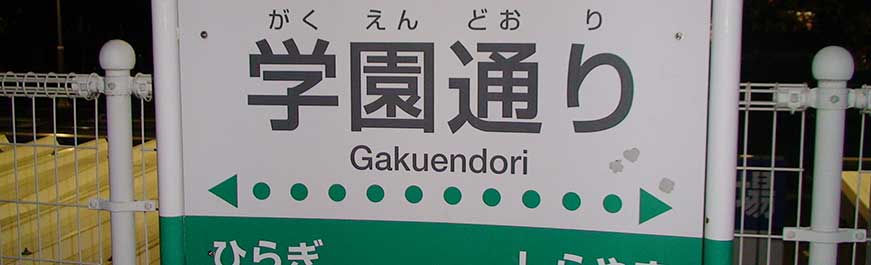 がくえんどおり
学園通り
Gakuendori
ひらぎ